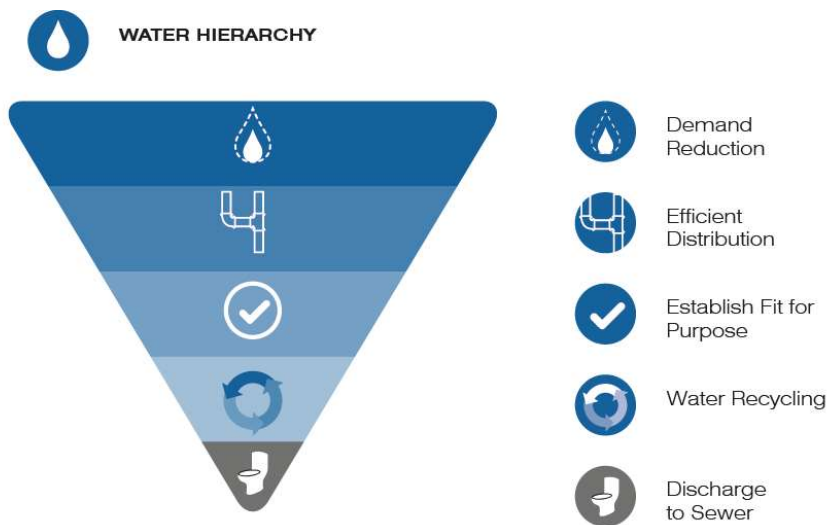 WATER HIERARCHY
Demand
Reduction
Efficient
Distribution
Establish Fit for
Purpose
Water Recycling
Discharge
to Sewer